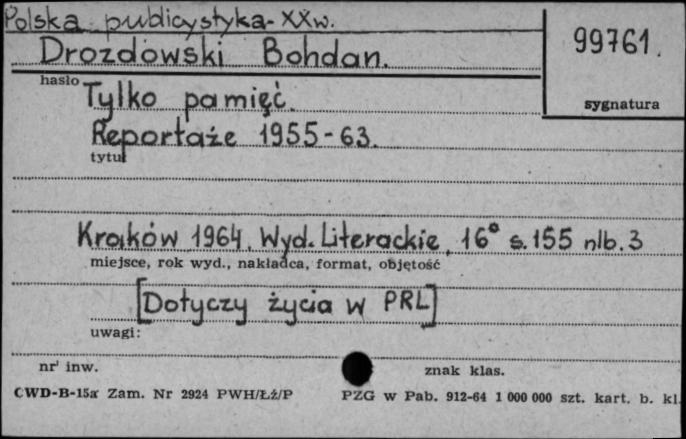 Polska publicystyka - XXw.
99761.
Drozdowski Bohdan.
hasło
Tylko pamięć.
sygnatura
Reportaże 1955-63.
tytuł
Kraków 1964. Wyd. Literackie, 16° s. 155 nlb. 3
miejsce, rok wyd., nakładca, format, objętość
[Dotyczy życia w PRL]
uwagi:
nr inw.
znak klas.
CWD-B-15a Zam. Nr 2924 PWH/Łź/P PZG w Pab. 912-64 1 000 000 szt. kart. b. kl.